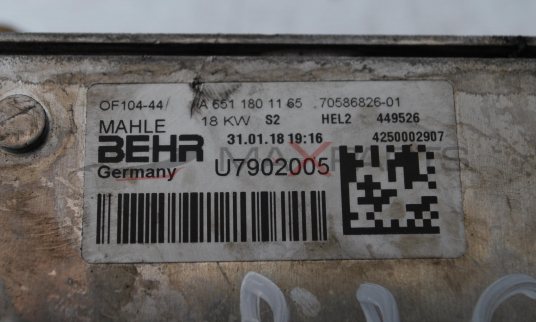 OF104-44/ A 651 180 11 65 70586826-01
MAHLE 18 KW S2 HEL2 449526
BEHR 31.01.18 19:16 4250002907
Germany U7902005